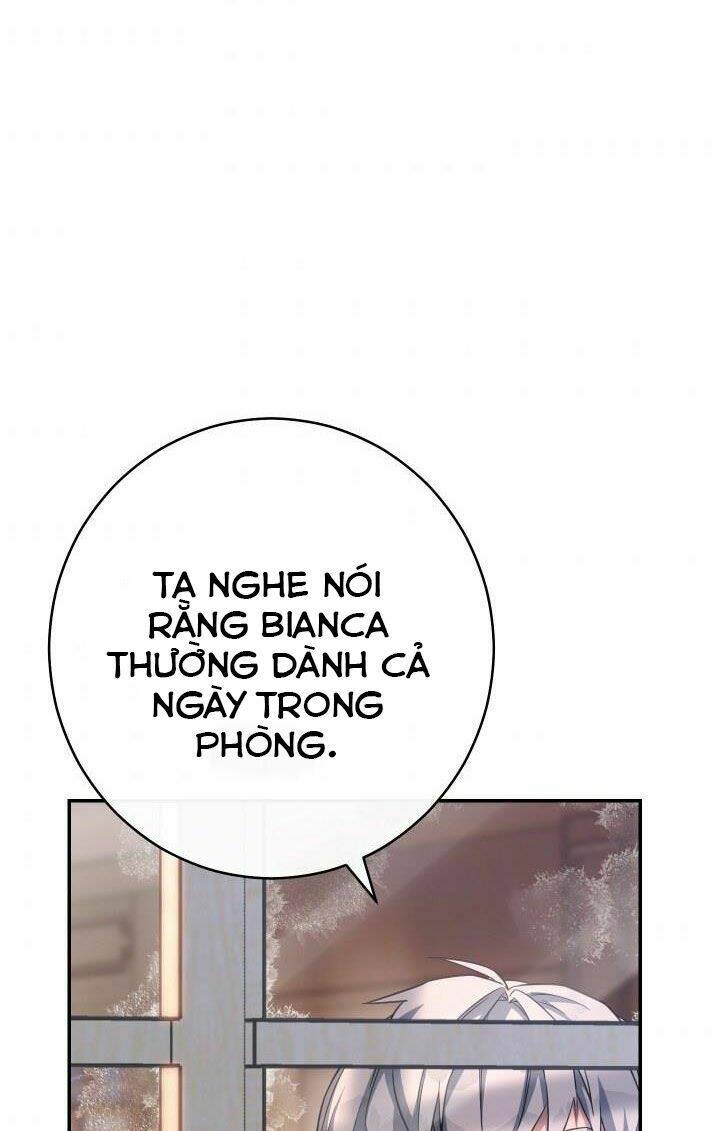 TA NGHE NÓI
RẰNG BIANCA
THƯỜNG DÀNH CẢ
NGÀY TRONG
PHÒNG.